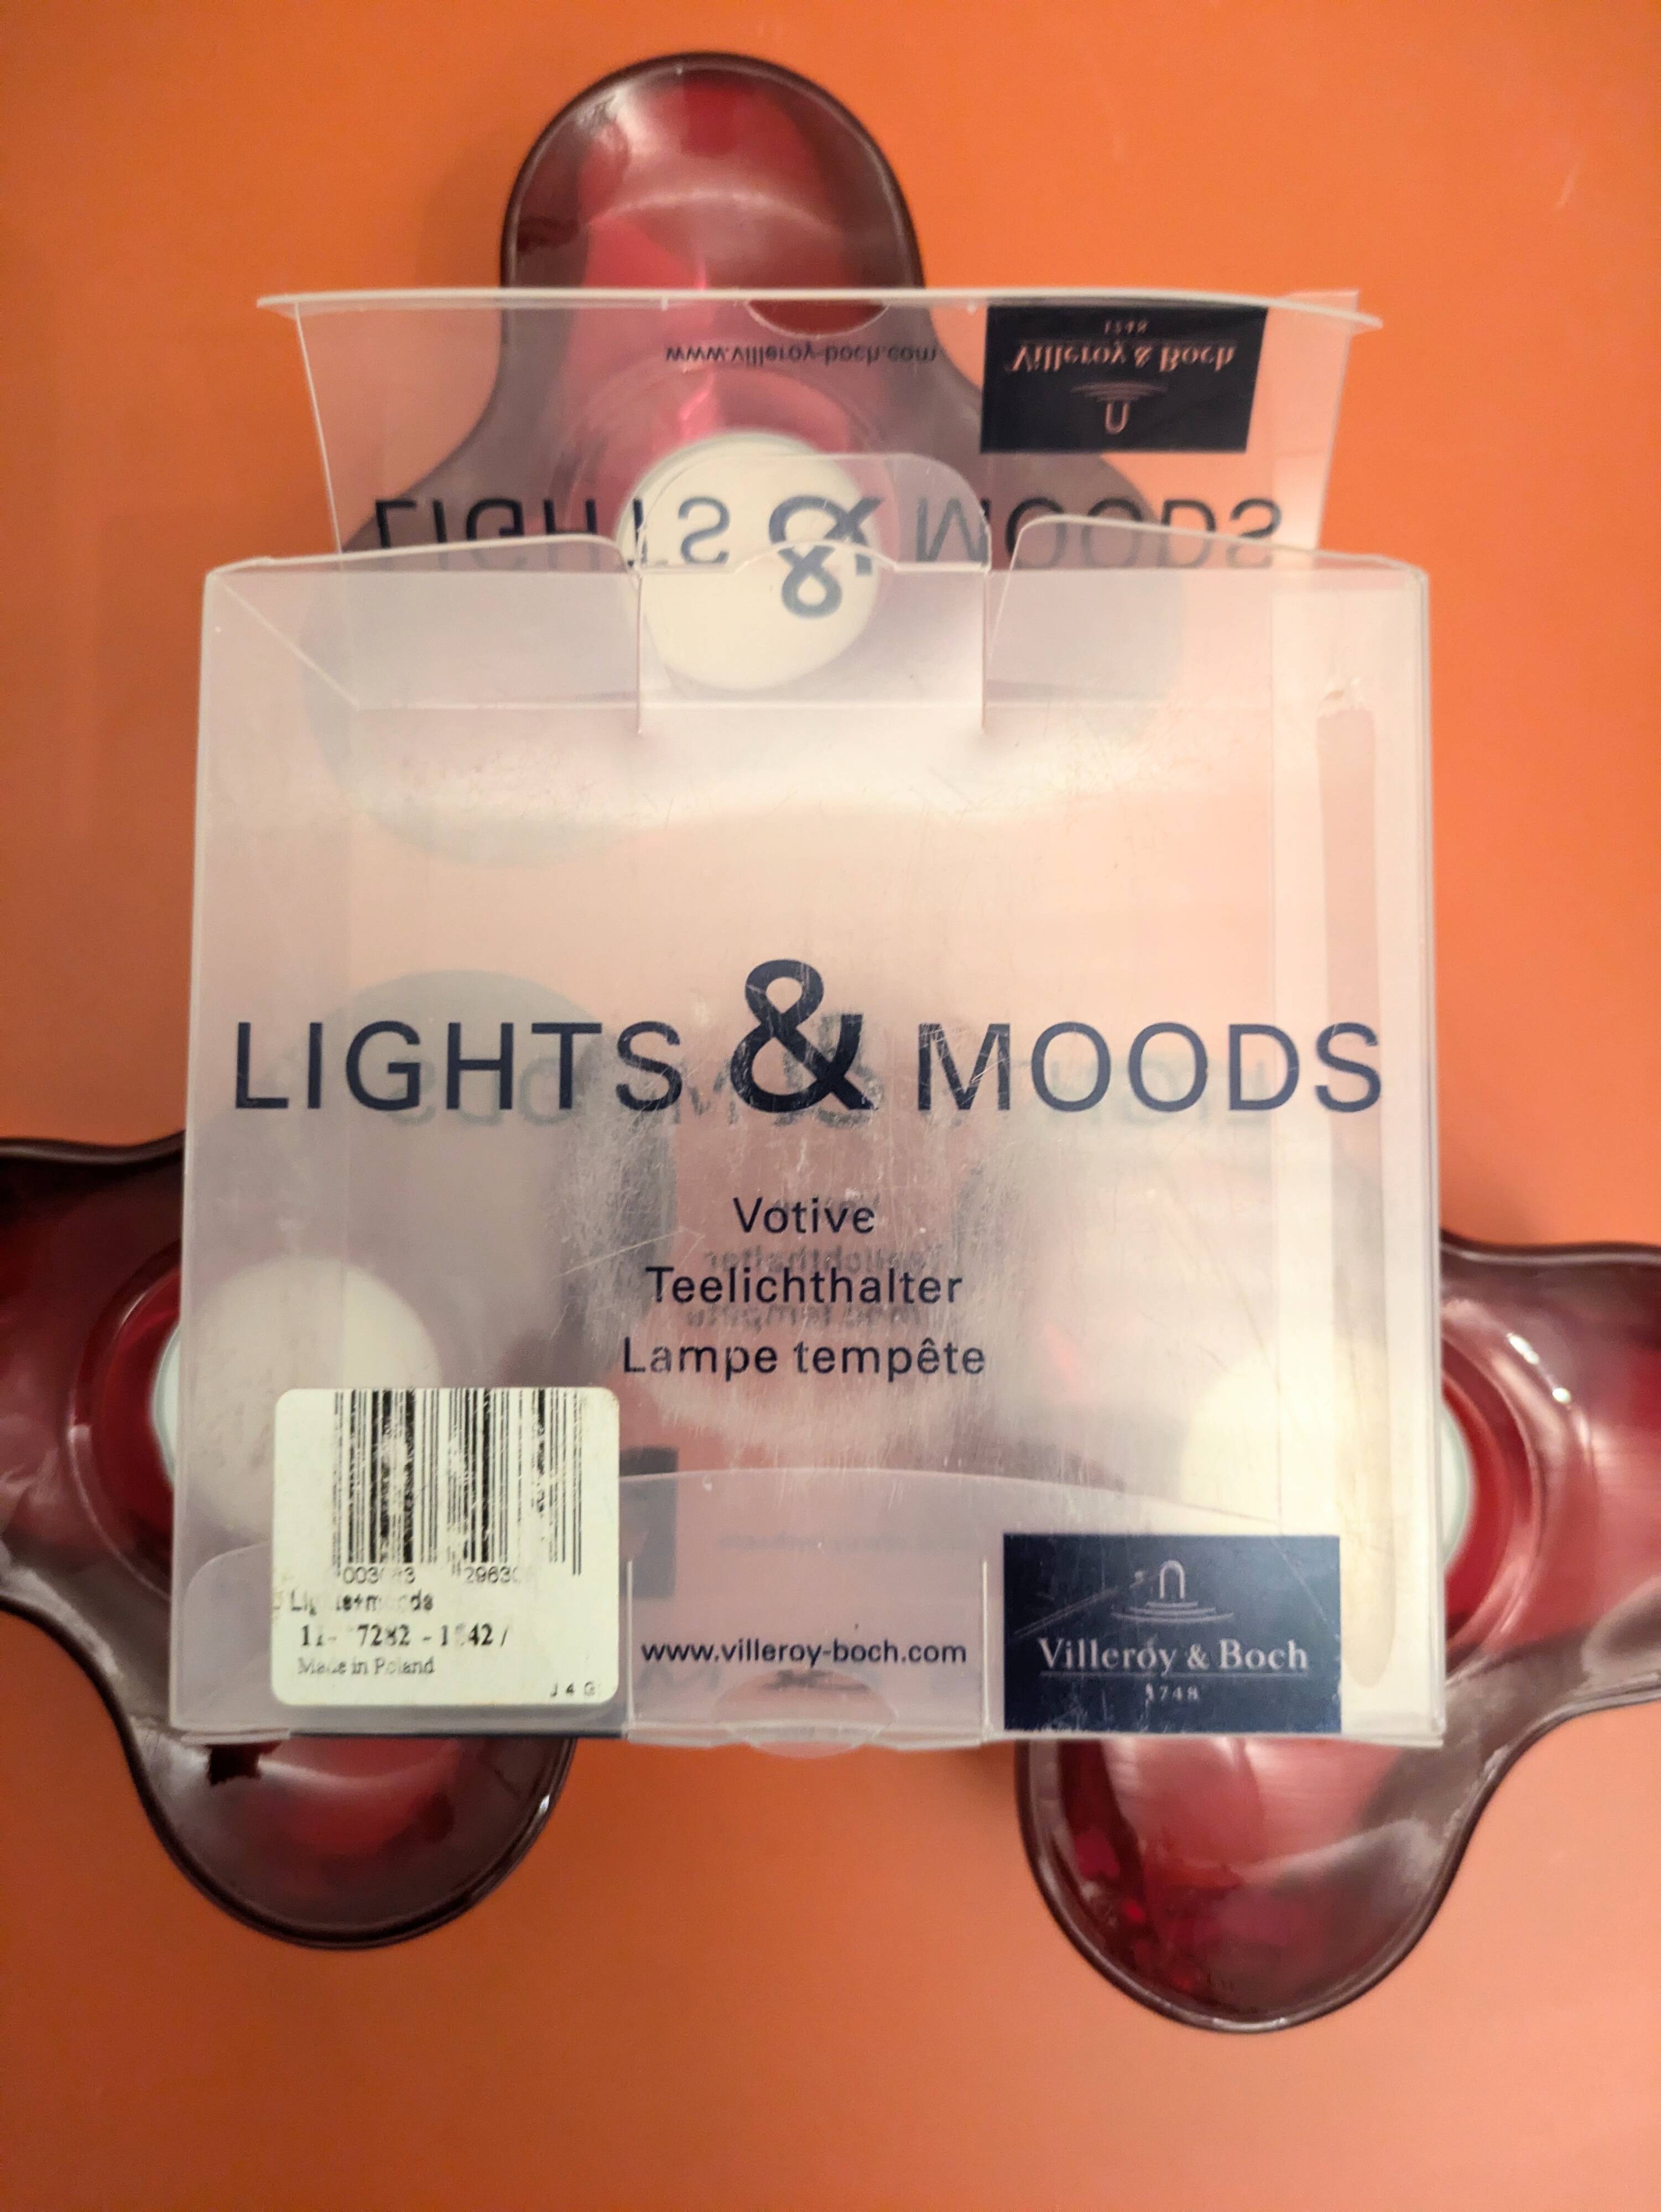 www.villeroy-boch.com
1748
Villeroy & Boch
LIGHTS & MOODS
LIGHTS & MOODS
Votive
Teelichthalter
Lampe tempête
Made in Poland
J 4 G
www.villeroy-boch.com
Villeroy & Boch
1748